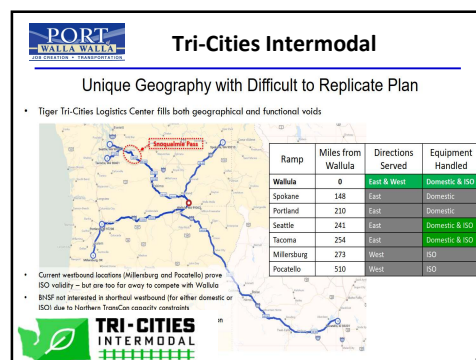 PORT
WALLA WALLA
JOB CREATION • TRANSPORTATION
Tri-Cities Intermodal
Unique Geography with Difficult to Replicate Plan
• Tiger Tri-Cities Logistics Center fills both geographical and functional voids
Snoqualmie Pass
Ramp Miles from Wallula Directions Served Equipment Handled
Wallula 0 East & West Domestic & ISO
Spokane 148 East Domestic
Portland 210 East Domestic
Seattle 241 East Domestic & ISO
Tacoma 254 East Domestic & ISO
Millersburg 273 West ISO
Pocatello 510 West ISO
• Current westbound locations (Millersburg and Pocatello) prove
ISO validity – but are too far away to compete with Wallula
• BNSF not interested in shorthaul westbound (for either domestic or
ISO) due to Northern TransCon capacity constraints
TRI-CITIES
INTERMODAL